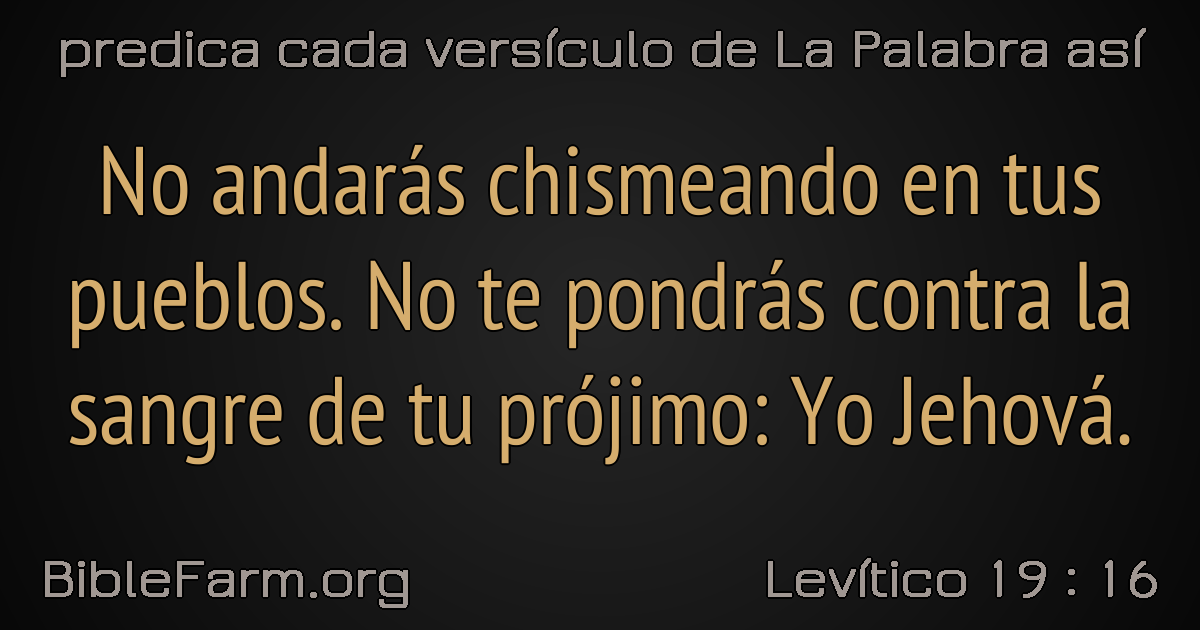 predica cada versículo de La Palabra así
No andarás chismeando en tus
pueblos. No te pondrás contra la
sangre de tu prójimo: Yo Jehová.
BibleFarm.org
Levítico 19 : 16